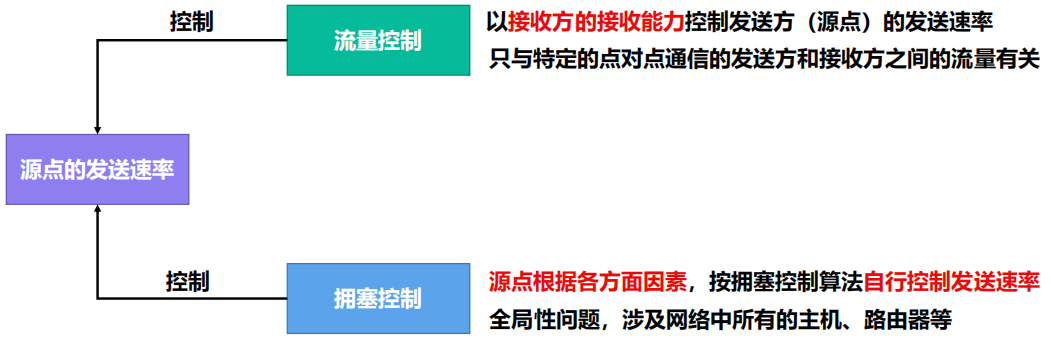 控制
流量控制
以接收方的接收能力控制发送方（源点）的发送速率
只与特定的点对点通信的发送方和接收方之间的流量有关
源点的发送速率
控制
拥塞控制
源点根据各方面因素，按拥塞控制算法自行控制发送速率
全局性问题，涉及网络中所有的主机、路由器等